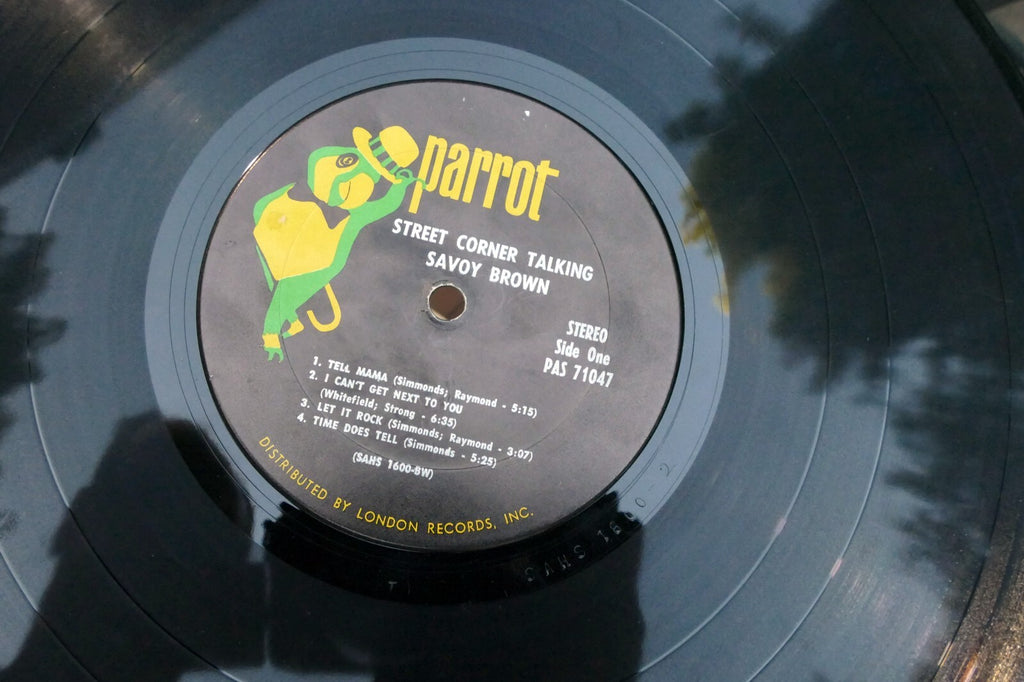 parrot
STREET CORNER TALKING
SAVOY BROWN
STEREO
Side One
PAS 71047
1. TELL MAMA (Simmonds; Raymond - 5:15)
2. I CAN'T GET NEXT TO YOU
(Whitefield; Strong - 6:35)
3. LET IT ROCK (Simmonds; Raymond - 3:07)
4. TIME DOES TELL (Simmonds - 5:25)
(SAHS 1600-BW)
DISTRIBUTED BY LONDON RECORDS, INC.